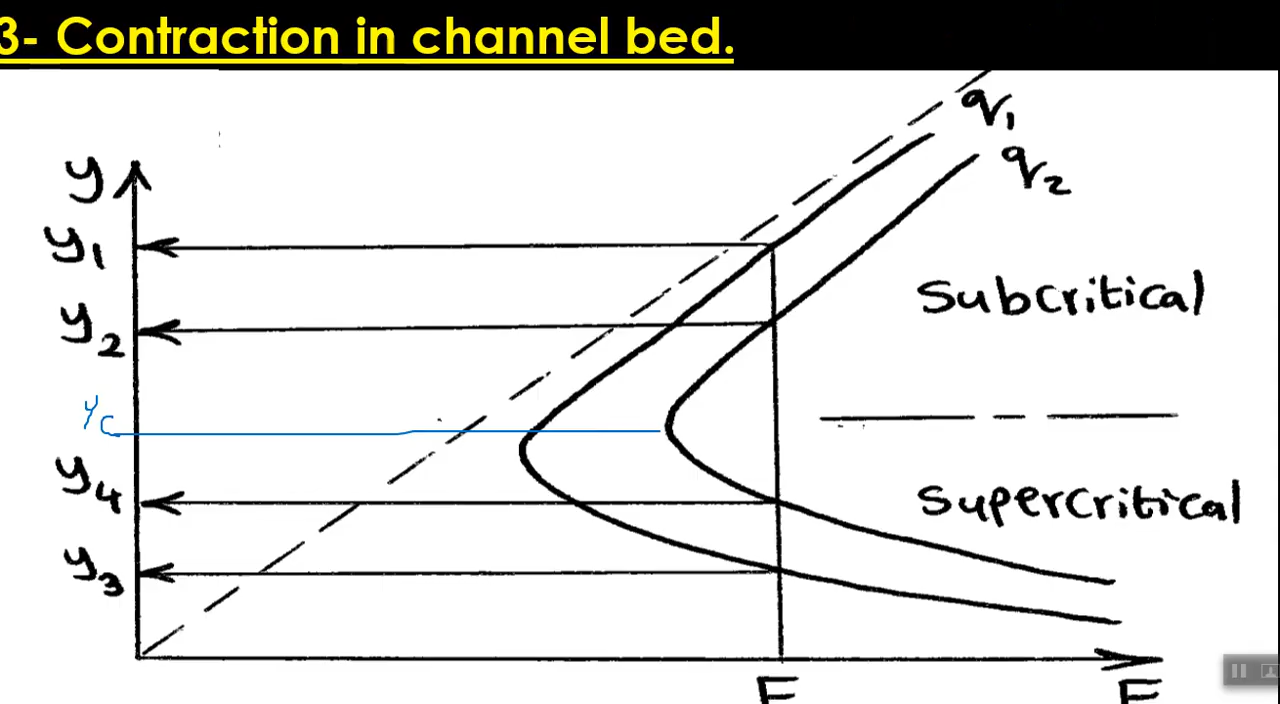 3- Contraction in channel bed.
q1
y
q2
y1
Subcritical
y2
yc
y4
Supercritical
y3
E
E